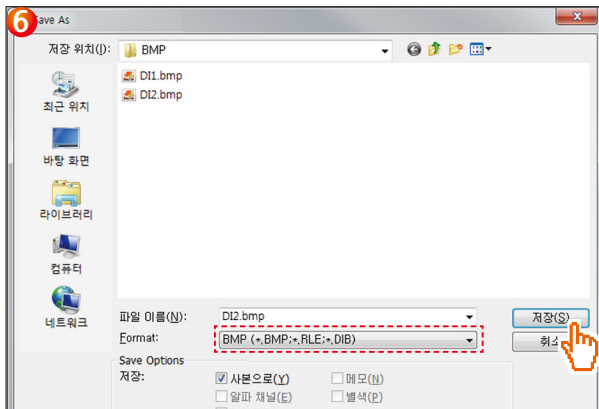 6 Save As
저장 위치(I): BMP
DI1.bmp
DI2.bmp
최근 위치
바탕 화면
라이브러리
컴퓨터
네트워크
파일 이름(N): DI2.bmp 저장(S)
Format: BMP (*,BMP;*,RLE;*,DIB)
Save Options
저장: 사본으로(Y) 메모(N)
알파 채널(E) 별색(P)